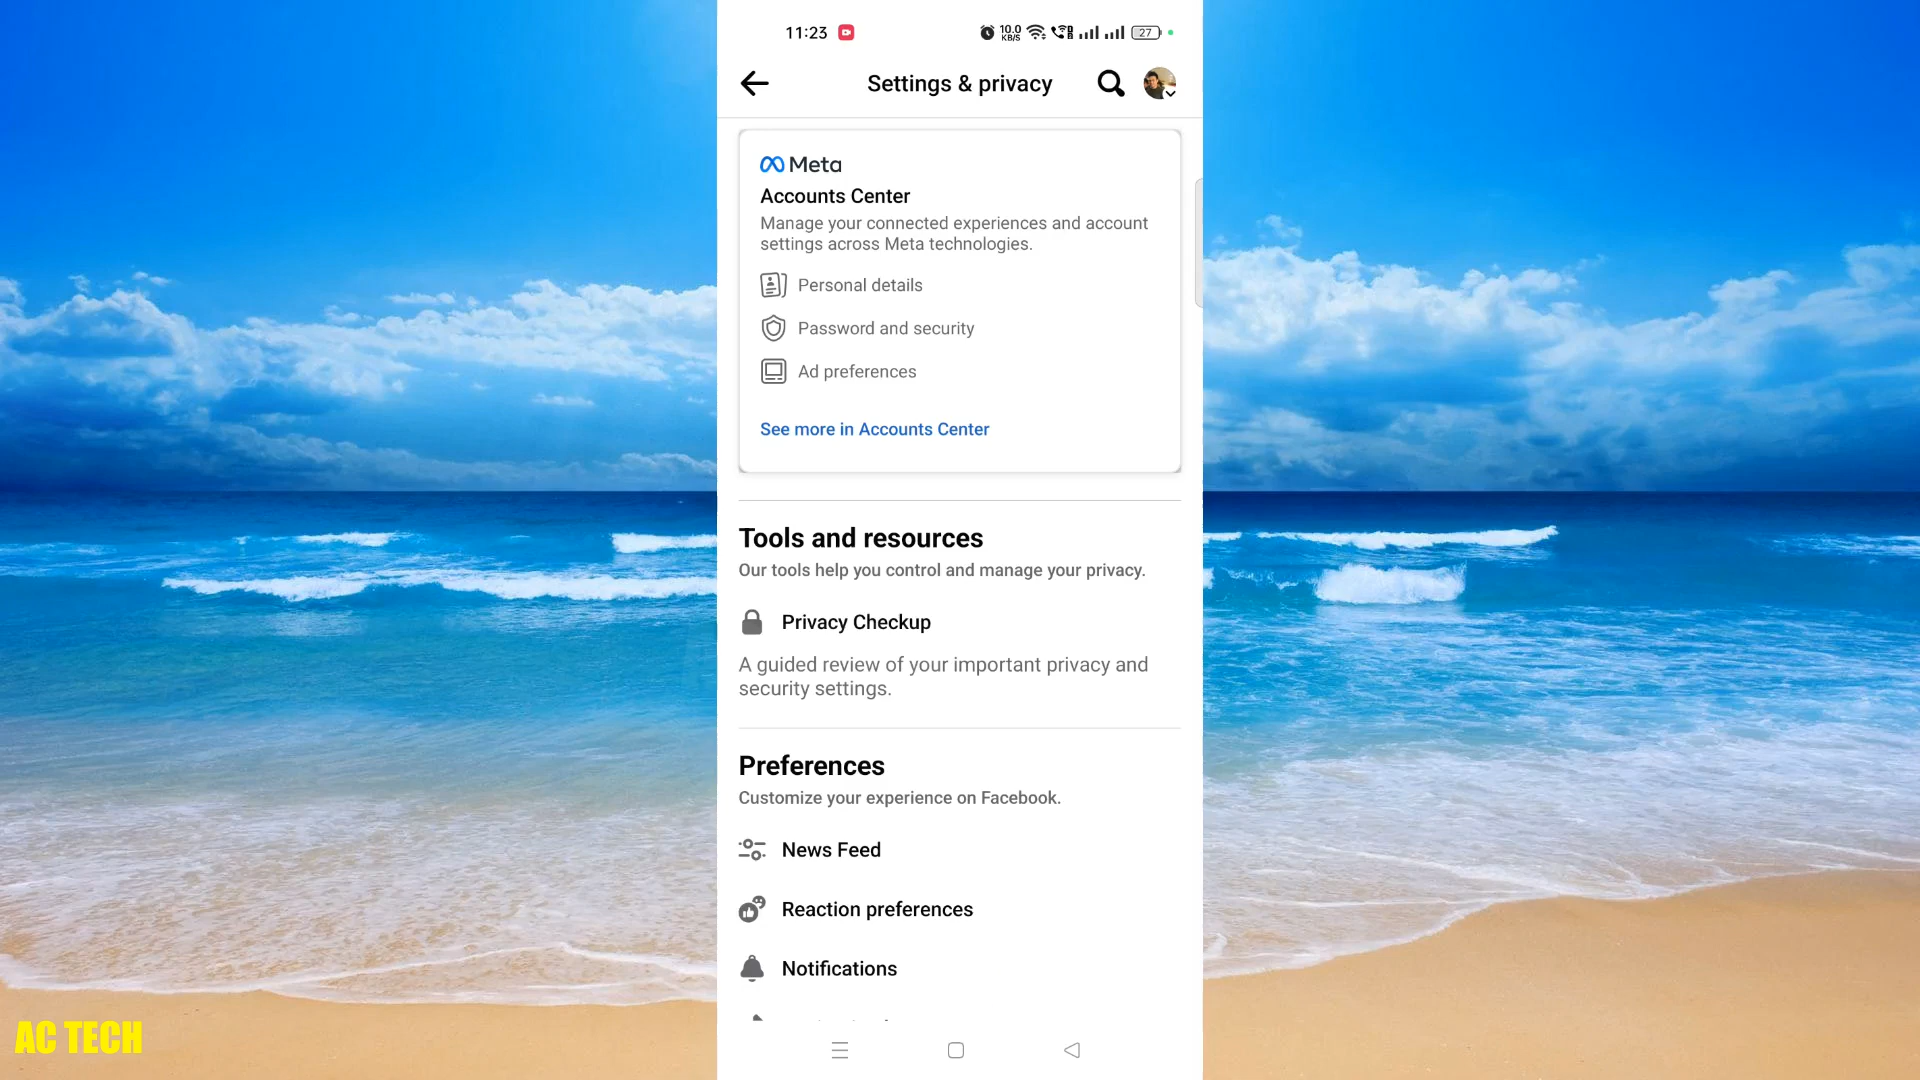 11:23
10.0
KB/S
27
Settings & privacy
Meta
Accounts Center
Manage your connected experiences and account
settings across Meta technologies.
Personal details
Password and security
Ad preferences
See more in Accounts Center
Tools and resources
Our tools help you control and manage your privacy.
Privacy Checkup
A guided review of your important privacy and
security settings.
Preferences
Customize your experience on Facebook.
News Feed
Reaction preferences
Notifications
AC TECH